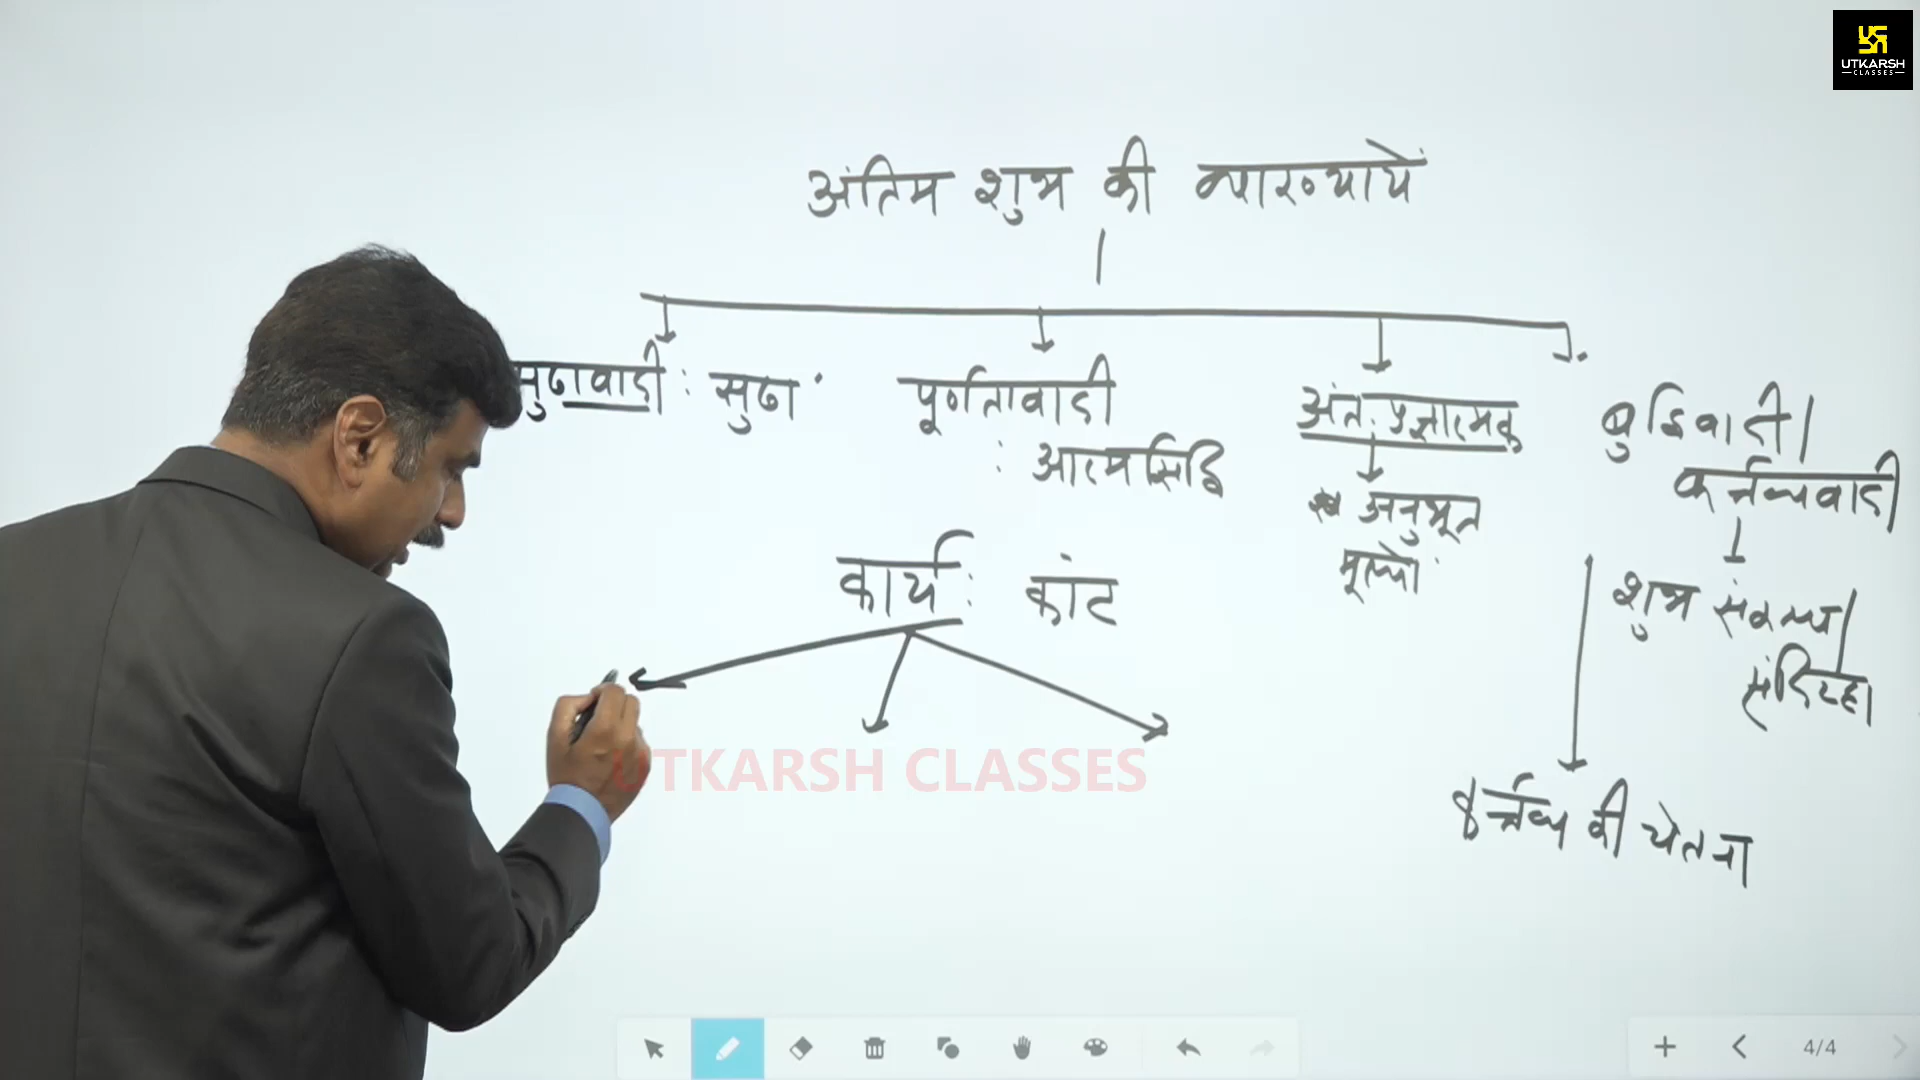 UTKARSH
CLASSES
अंतिम शुभ की व्याख्यायें
सुखवादी : सुख
पूर्णतावादी
: आत्मसिद्धि
अंतः प्रज्ञात्मक
अनुभूत
मूल्यों
बुद्धिवादी/
कर्त्तव्यवादी
शुभ संकल्प/
कार्य : कांट
कर्त्तव्य की चेतना
UTKARSH CLASSES
4/4